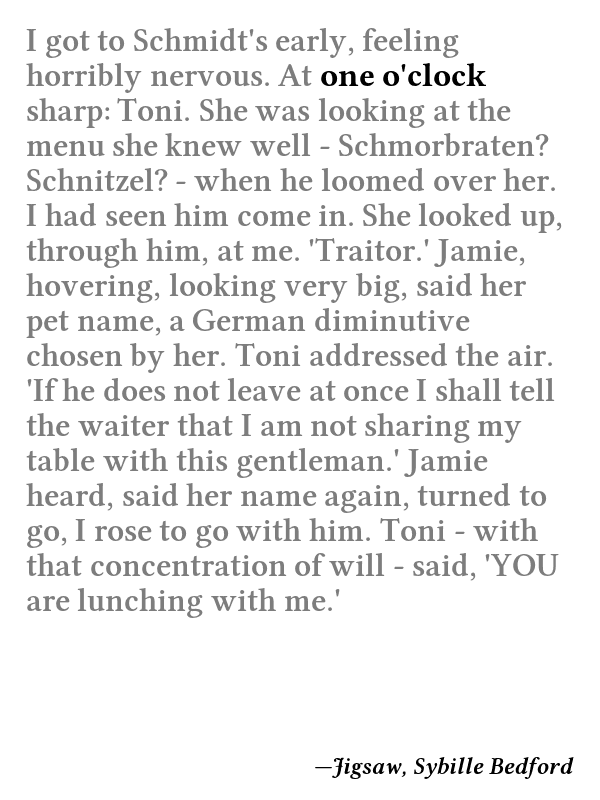 I got to Schmidt's early, feeling
horribly nervous. At one o'clock
sharp: Toni. She was looking at the
menu she knew well - Schmorbraten?
Schnitzel? - when he loomed over her.
I had seen him come in. She looked up,
through him, at me. 'Traitor.' Jamie,
hovering, looking very big, said her
pet name, a German diminutive
chosen by her. Toni addressed the air.
'If he does not leave at once I shall tell
the waiter that I am not sharing my
table with this gentleman.' Jamie
heard, said her name again, turned to
go, I rose to go with him. Toni - with
that concentration of will - said, 'YOU
are lunching with me.'
—Jigsaw, Sybille Bedford